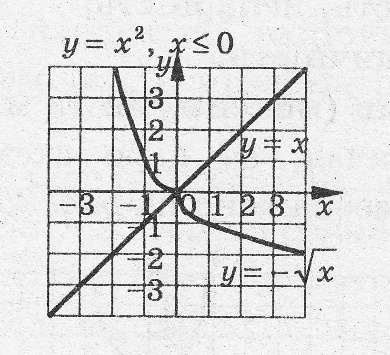 y = x², x ≤ 0
y
3
2
y = x
1
−3 −1 0 1 2 3 x
−1
−2
y = −√x
−3